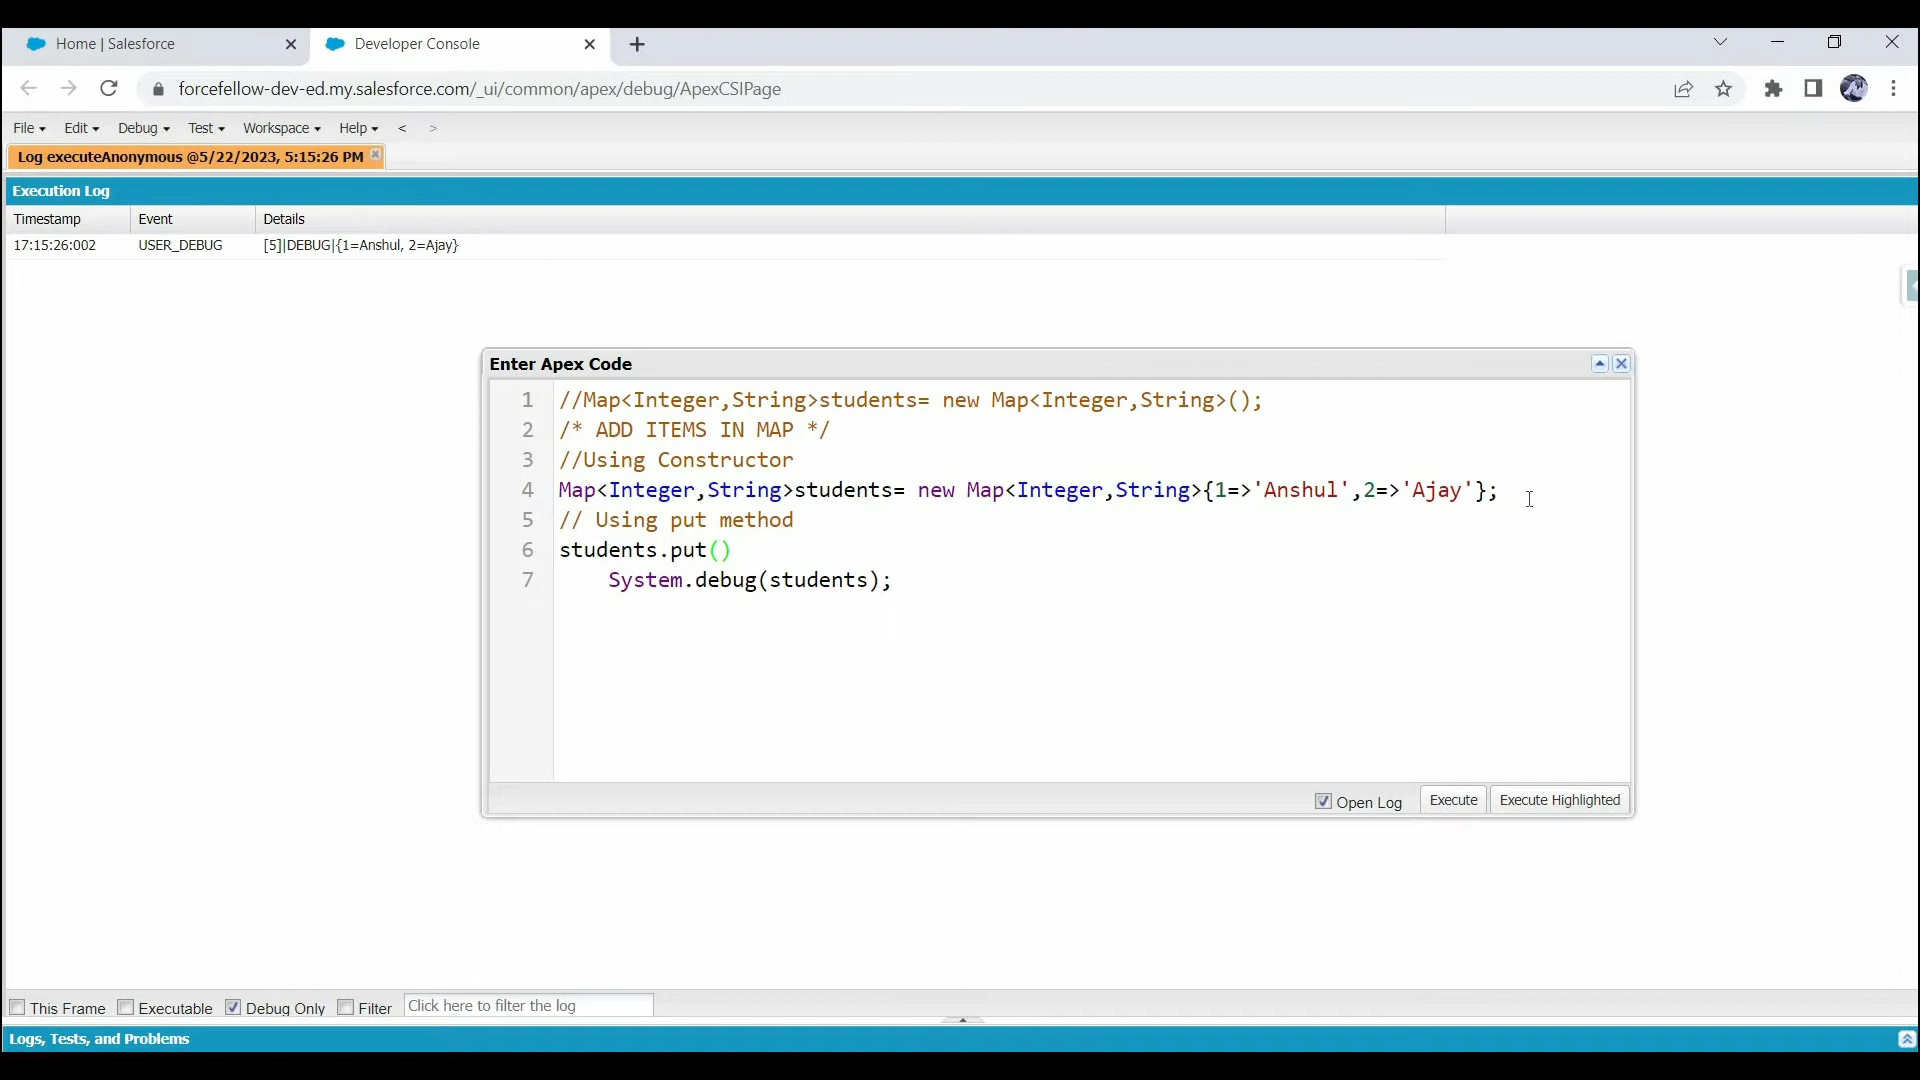 Home | Salesforce
Developer Console
forcefellow-dev-ed.my.salesforce.com/_ui/common/apex/debug/ApexCSIPage
File Edit Debug Test Workspace Help < >
Log executeAnonymous @5/22/2023, 5:15:26 PM
Execution Log
Timestamp Event Details
17:15:26:002 USER_DEBUG [5]|DEBUG|{1=Anshul, 2=Ajay}
Enter Apex Code
1 //Map<Integer,String>students= new Map<Integer,String>();
2 /* ADD ITEMS IN MAP */
3 //Using Constructor
4 Map<Integer,String>students= new Map<Integer,String>{1=>'Anshul',2=>'Ajay'};
5 // Using put method
6 students.put()
7 System.debug(students);
Open Log Execute Execute Highlighted
This Frame Executable Debug Only Filter Click here to filter the log
Logs, Tests, and Problems